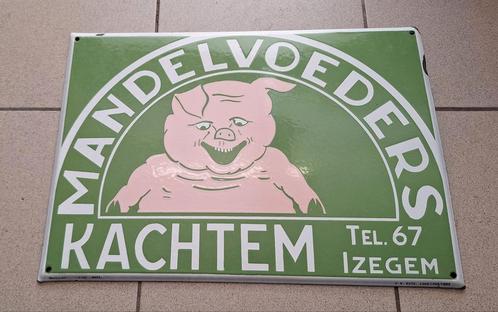 MANDELVOEDERS
KACHTEM
TEL. 67
IZEGEM